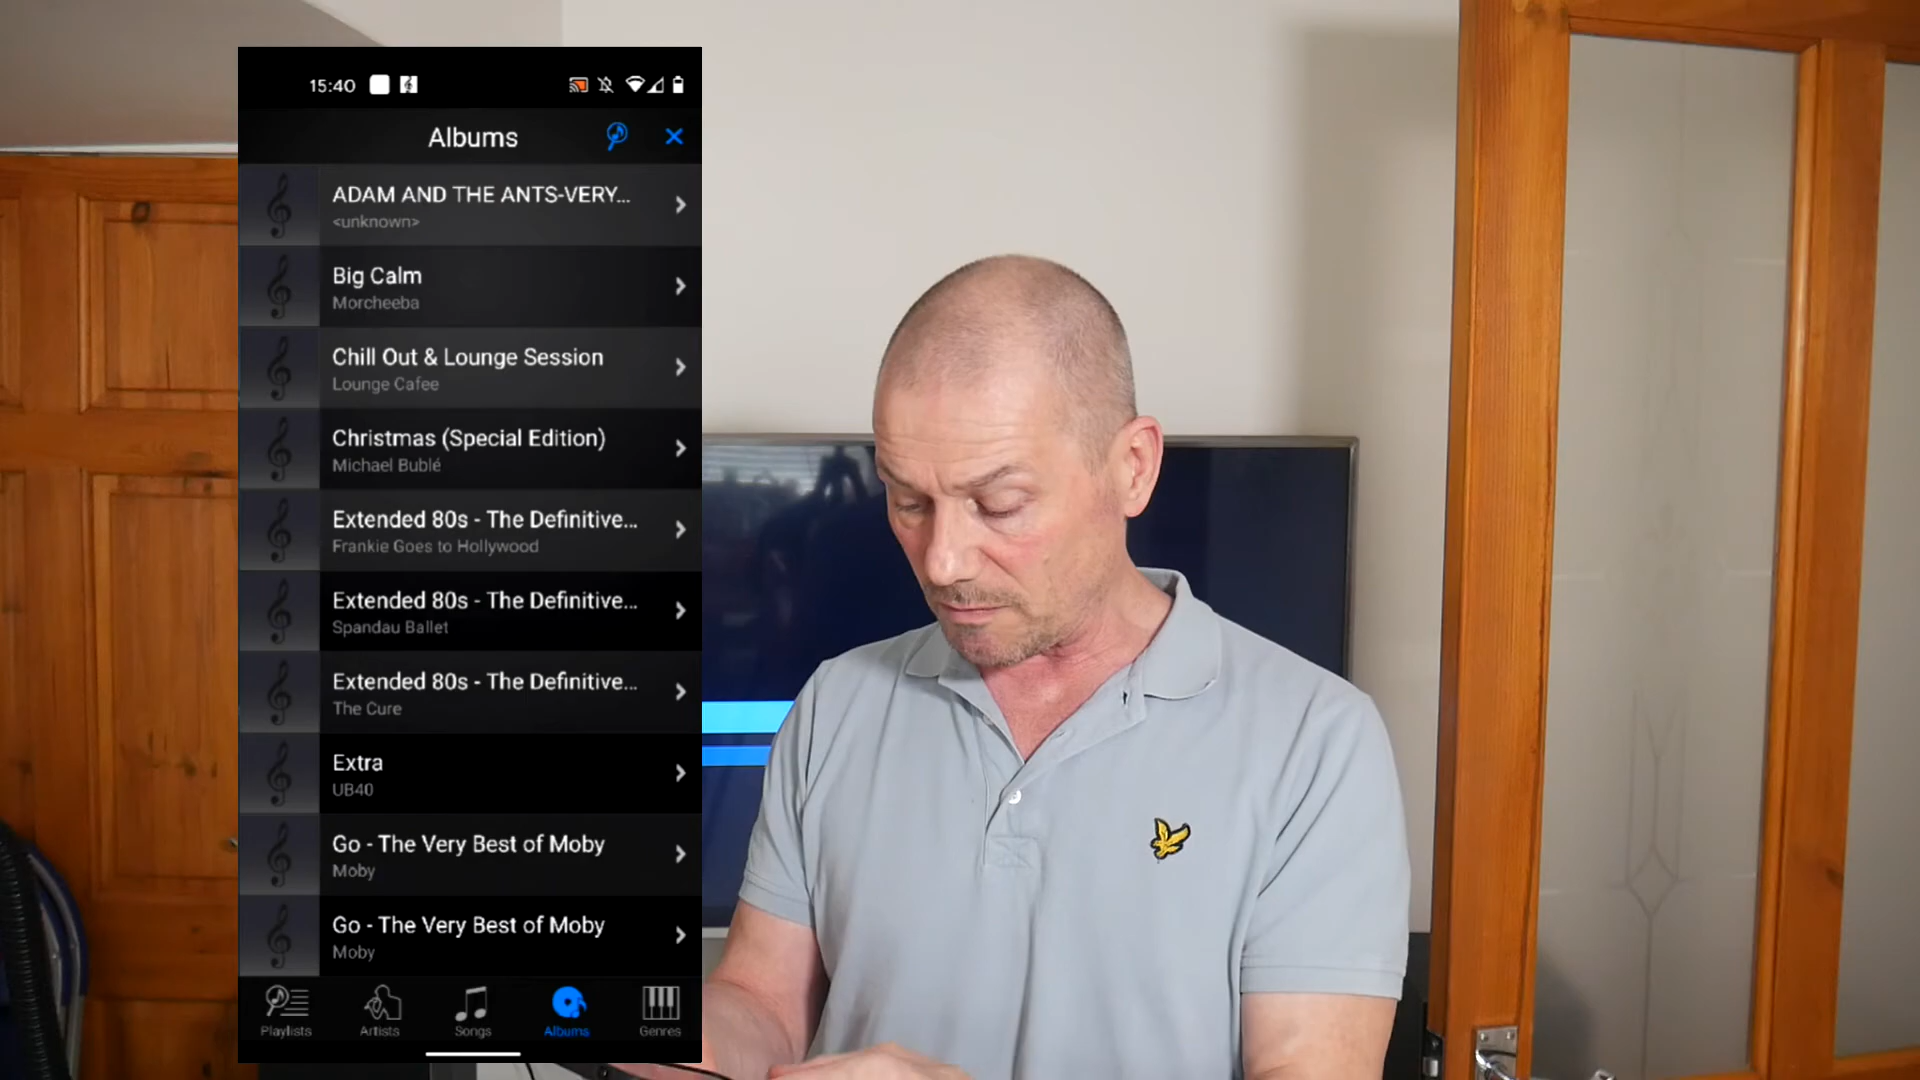 15:40
Albums
ADAM AND THE ANTS-VERY...
<unknown>
Big Calm
Morcheeba
Chill Out & Lounge Session
Lounge Cafee
Christmas (Special Edition)
Michael Bublé
Extended 80s - The Definitive...
Frankie Goes to Hollywood
Extended 80s - The Definitive...
Spandau Ballet
Extended 80s - The Definitive...
The Cure
Extra
UB40
Go - The Very Best of Moby
Moby
Go - The Very Best of Moby
Moby
Playlists
Artists
Songs
Albums
Genres